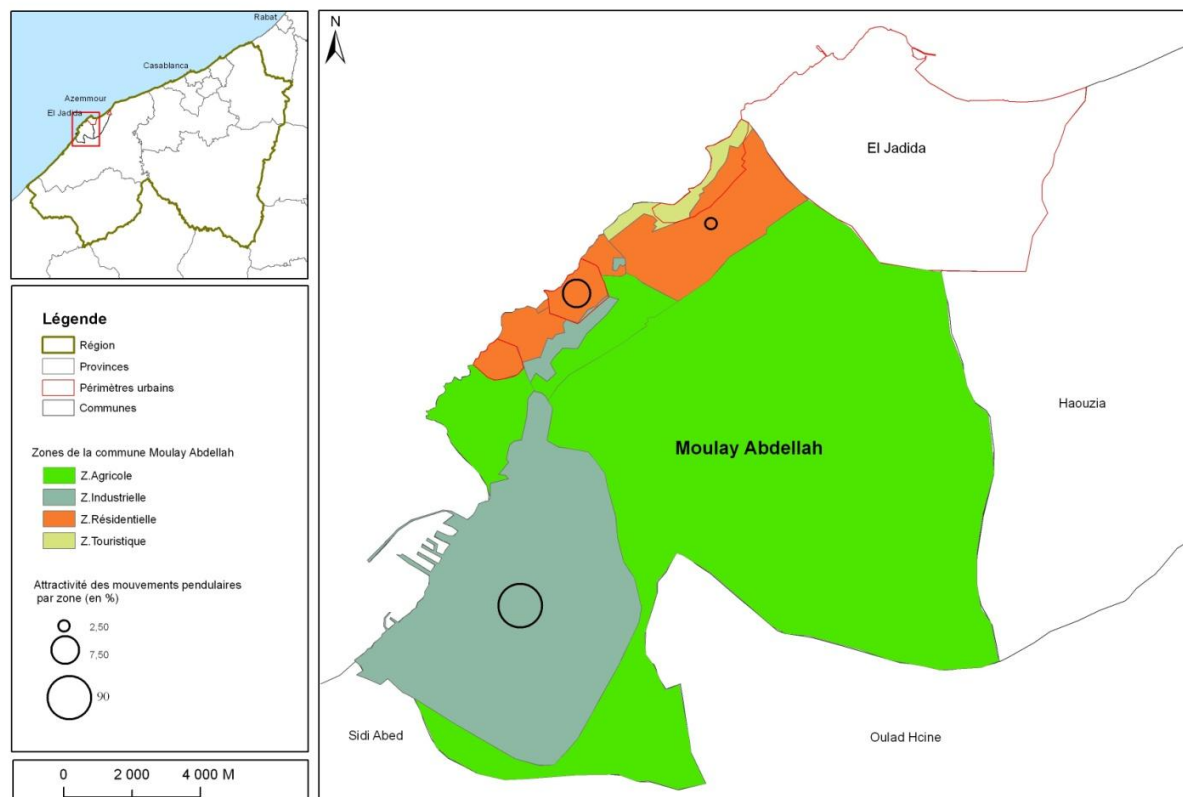 Rabat
Casablanca
Azemmour
El Jadida
Légende
Région
Provinces
Périmètres urbains
Communes
Zones de la commune Moulay Abdellah
Z.Agricole
Z.Industrielle
Z.Résidentielle
Z.Touristique
Attractivité des mouvements pendulaires
par zone (en %)
2,50
7,50
90
0 2 000 4 000 M
N
El Jadida
Haouzia
Moulay Abdellah
Sidi Abed
Oulad Hcine